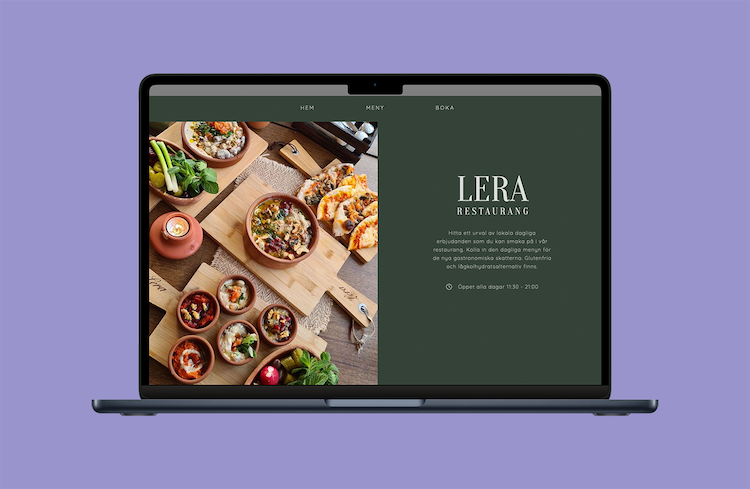 HEM MENY BOKA
LERA
RESTAURANG
Hitta ett urval av lokala dagliga
erbjudanden som du kan smaka på i vår
restaurang. Kolla in den dagliga menyn för
de nya gastronomiska skatterna. Glutenfria
och lågkolhydratsalternativ finns.
Öppet alla dagar 11:30 - 21:00